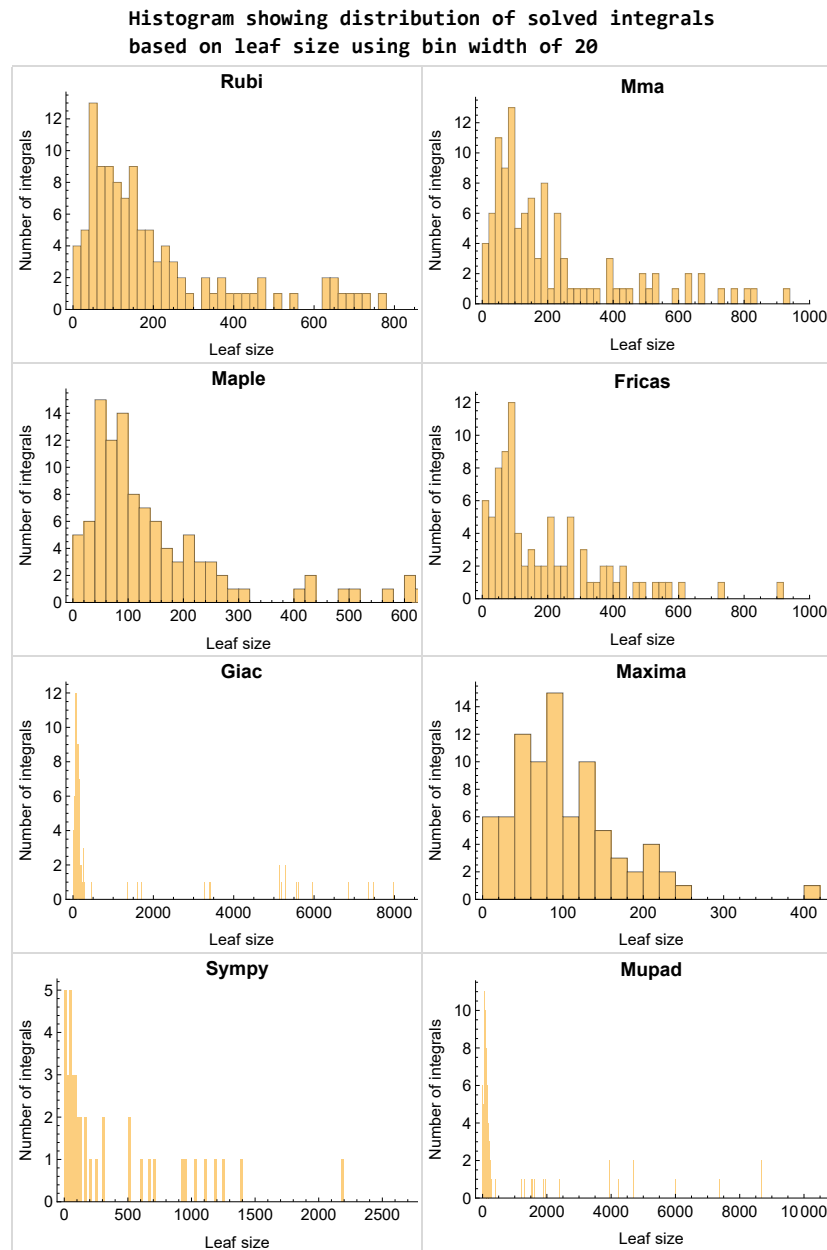 Histogram showing distribution of solved integrals
based on leaf size using bin width of 20
Rubi
Number of integrals
12
10
8
6
4
2
0
0 200 400 600 800
Leaf size
Mma
Number of integrals
12
10
8
6
4
2
0
0 200 400 600 800 1000
Leaf size
Maple
Number of integrals
14
12
10
8
6
4
2
0
0 100 200 300 400 500 600
Leaf size
Fricas
Number of integrals
12
10
8
6
4
2
0
0 200 400 600 800 1000
Leaf size
Giac
Number of integrals
12
10
8
6
4
2
0
0 2000 4000 6000 8000
Leaf size
Maxima
Number of integrals
14
12
10
8
6
4
2
0
0 100 200 300 400
Leaf size
Sympy
Number of integrals
5
4
3
2
1
0
0 500 1000 1500 2000 2500
Leaf size
Mupad
Number of integrals
10
8
6
4
2
0
0 2000 4000 6000 8000 10000
Leaf size